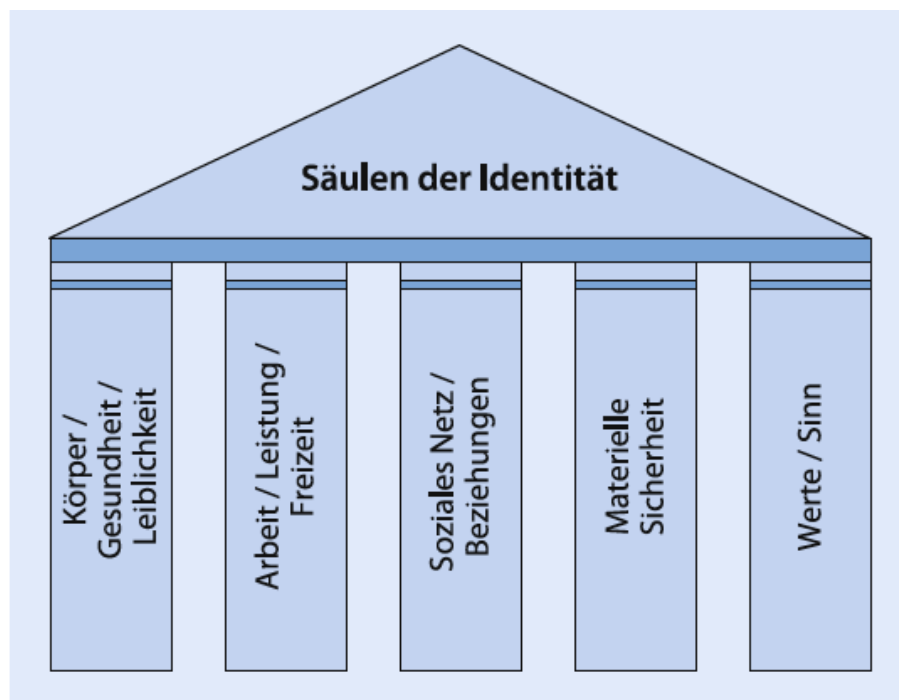 Säulen der Identität
Körper /
Gesundheit /
Leiblichkeit
Arbeit / Leistung /
Freizeit
Soziales Netz /
Beziehungen
Materielle
Sicherheit
Werte / Sinn